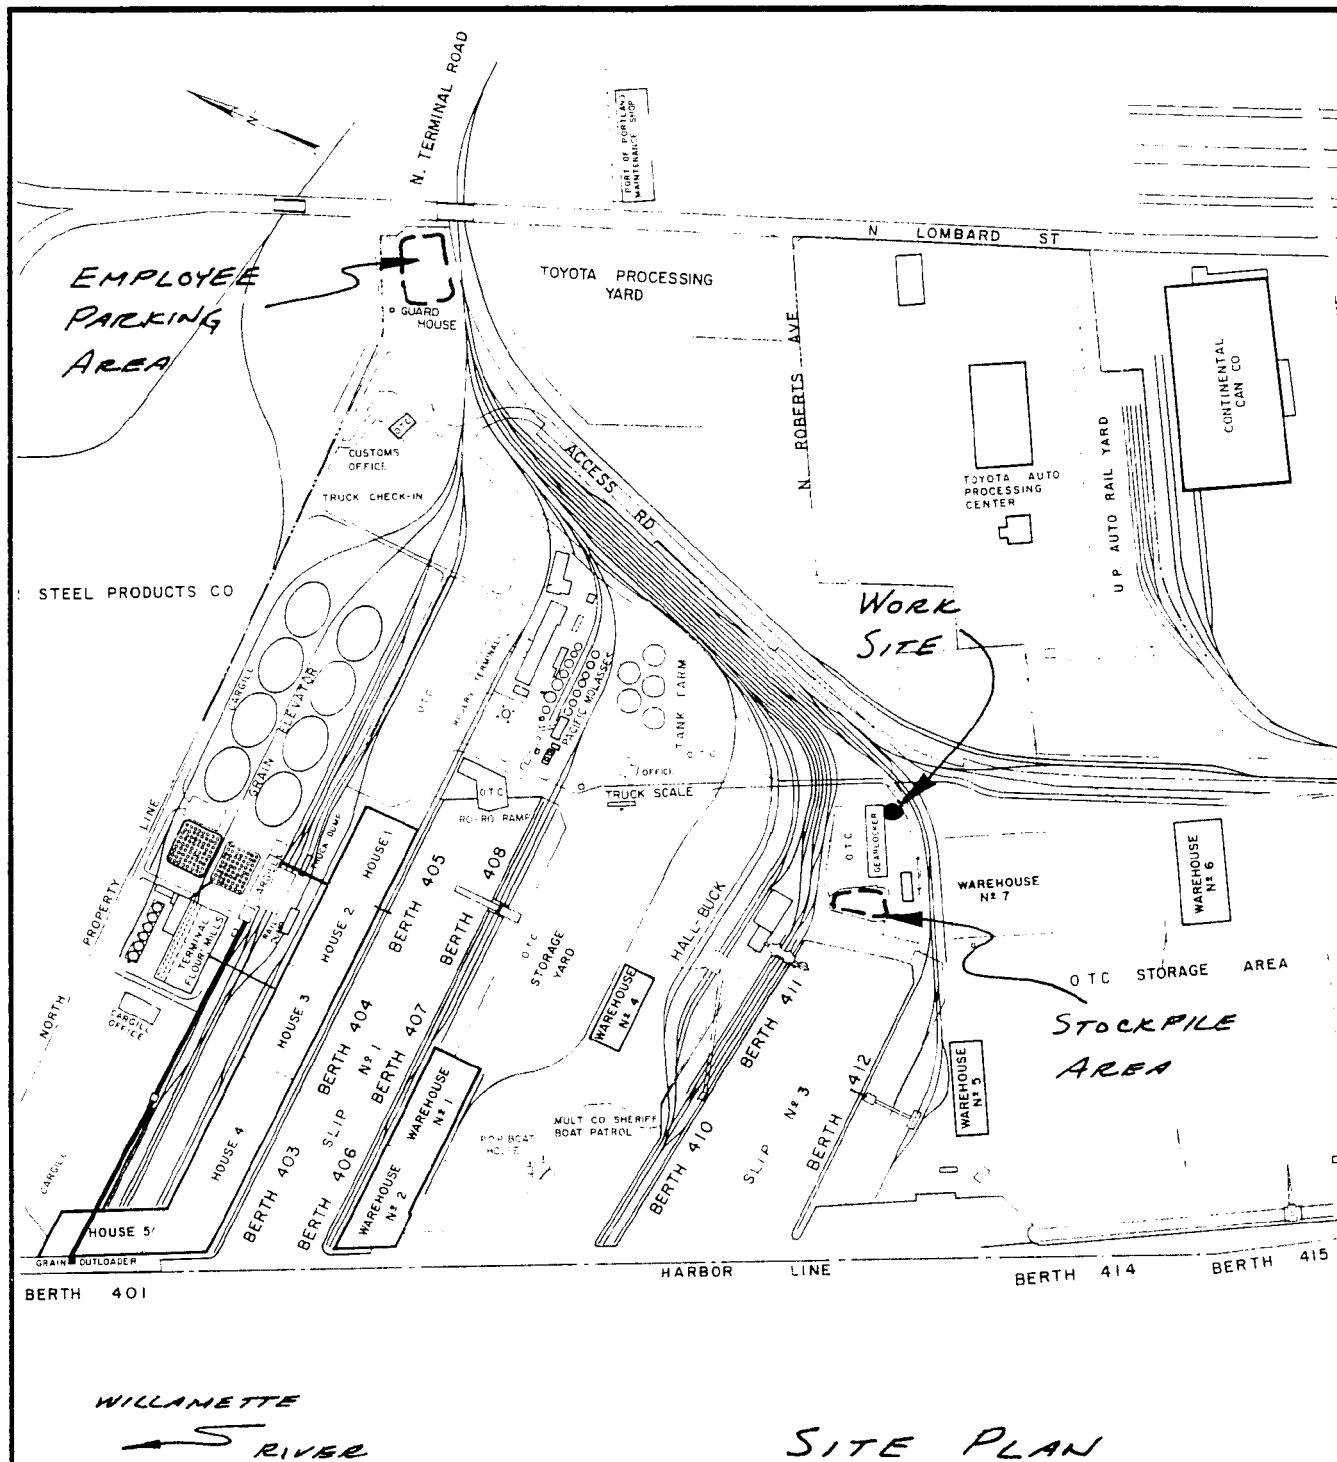 N. TERMINAL ROAD
N
PORT OF PORTLAND
MAINTENANCE SHOP
N LOMBARD ST
EMPLOYEE
PARKING
AREA
GUARD
HOUSE
TOYOTA PROCESSING
YARD
N ROBERTS AVE
CONTINENTAL
CAN CO
OTC
CUSTOMS
OFFICE
TRUCK CHECK-IN
ACCESS RD
TOYOTA AUTO
PROCESSING
CENTER
U.P. AUTO RAIL YARD
STEEL PRODUCTS CO
WORK
SITE
CARGILL
GRAIN ELEVATOR
OTC
PACIFIC MOLASSES
TANK FARM
OTC
OFFICE
TRUCK SCALE
OTC
RO-RO RAMP
OTC
GEARLOCKER
WAREHOUSE
Nº 7
WAREHOUSE
Nº 6
NORTH PROPERTY LINE
TRUCK DUMP
HOUSE 1
BERTH 405
BERTH 408
TERMINAL
FLOUR MILLS
CARGILL
OFFICE
HOUSE 2
HOUSE 3
HOUSE 4
BERTH 404
SLIP Nº 1
BERTH 407
OTC
STORAGE
YARD
WAREHOUSE
Nº 4
HALL-BUCK
BERTH 411
OTC STORAGE AREA
STOCKPILE
AREA
WAREHOUSE
Nº 1
WAREHOUSE
Nº 2
MULT CO SHERIFF
BOAT PATROL
BERTH 410
SLIP Nº 3
BERTH 412
WAREHOUSE
Nº 5
CARGILL
HOUSE 5
BERTH 403
BERTH 406
GRAIN OUTLOADER
BERTH 401
HARBOR LINE
BERTH 414
BERTH 415
WILLAMETTE
RIVER
SITE PLAN